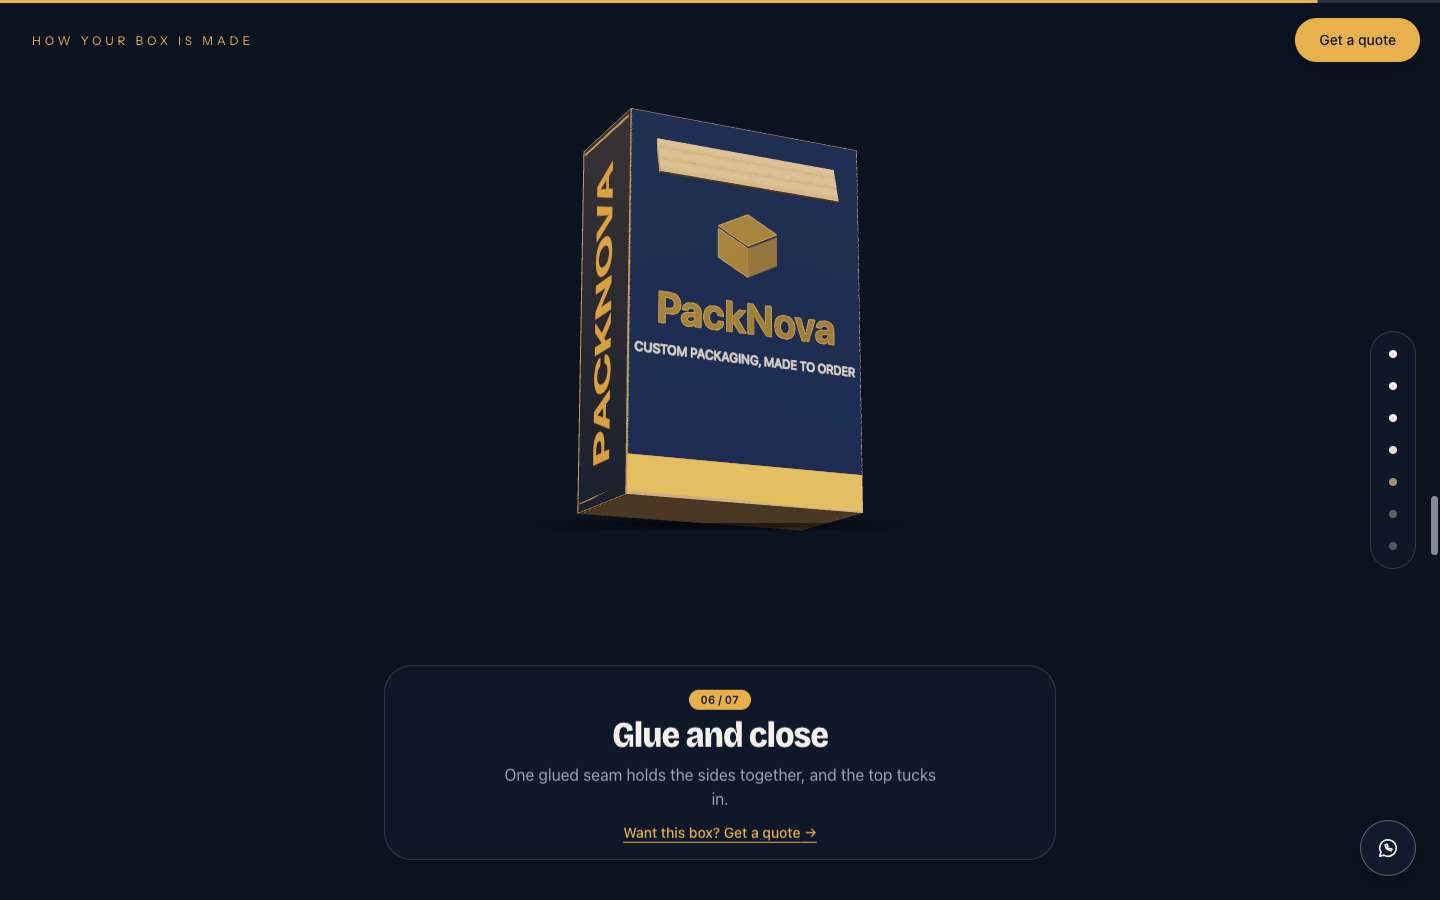 HOW YOUR BOX IS MADE
Get a quote
PACKNOVA
PackNova
CUSTOM PACKAGING, MADE TO ORDER
06 / 07
Glue and close
One glued seam holds the sides together, and the top tucks
in.
Want this box? Get a quote →